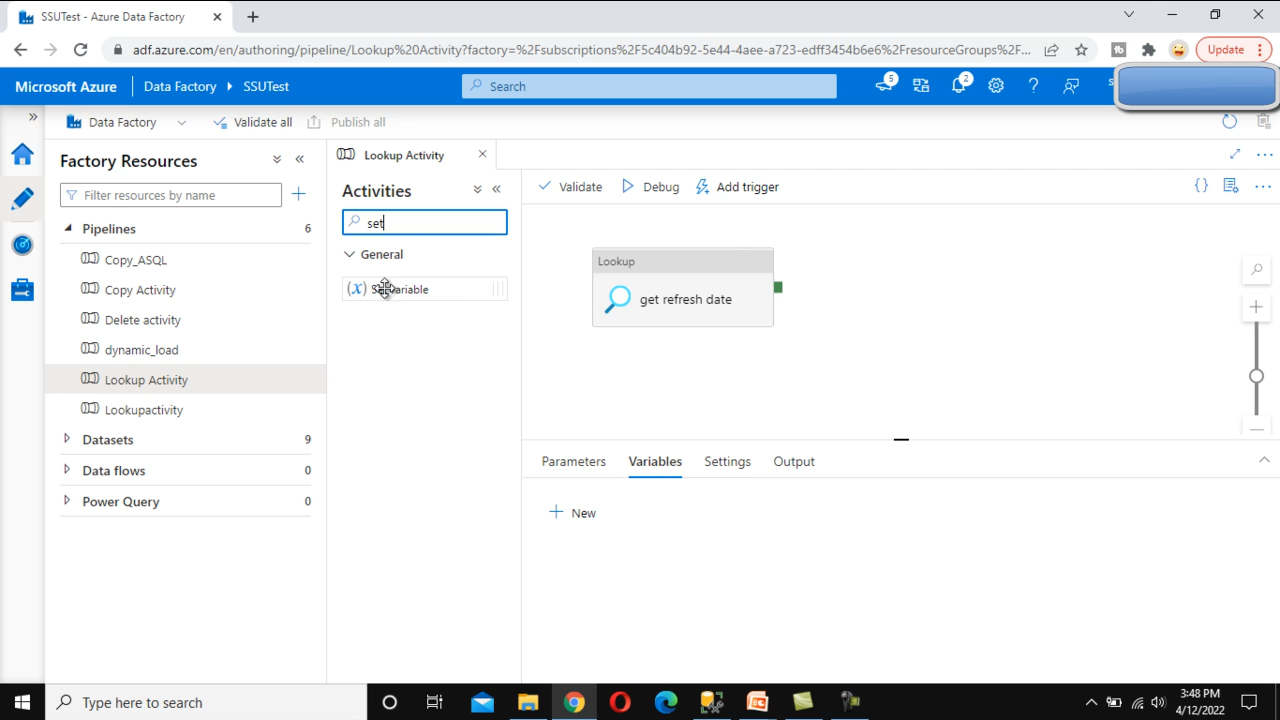 SSUTest - Azure Data Factory
adf.azure.com/en/authoring/pipeline/Lookup%20Activity?factory=%2Fsubscriptions%2F5c404b92-5e44-4aee-a723-edff3454b6e6%2FresourceGroups%2F...
Update
Microsoft Azure
Data Factory
SSUTest
Search
5
2
Data Factory
Validate all
Publish all
Factory Resources
Filter resources by name
Pipelines 6
Copy_ASQL
Copy Activity
Delete activity
dynamic_load
Lookup Activity
Lookupactivity
Datasets 9
Data flows 0
Power Query 0
Lookup Activity
Activities
set
General
(x) Set variable
Validate
Debug
Add trigger
{}
Lookup
get refresh date
Parameters
Variables
Settings
Output
New
Type here to search
3:48 PM
4/12/2022